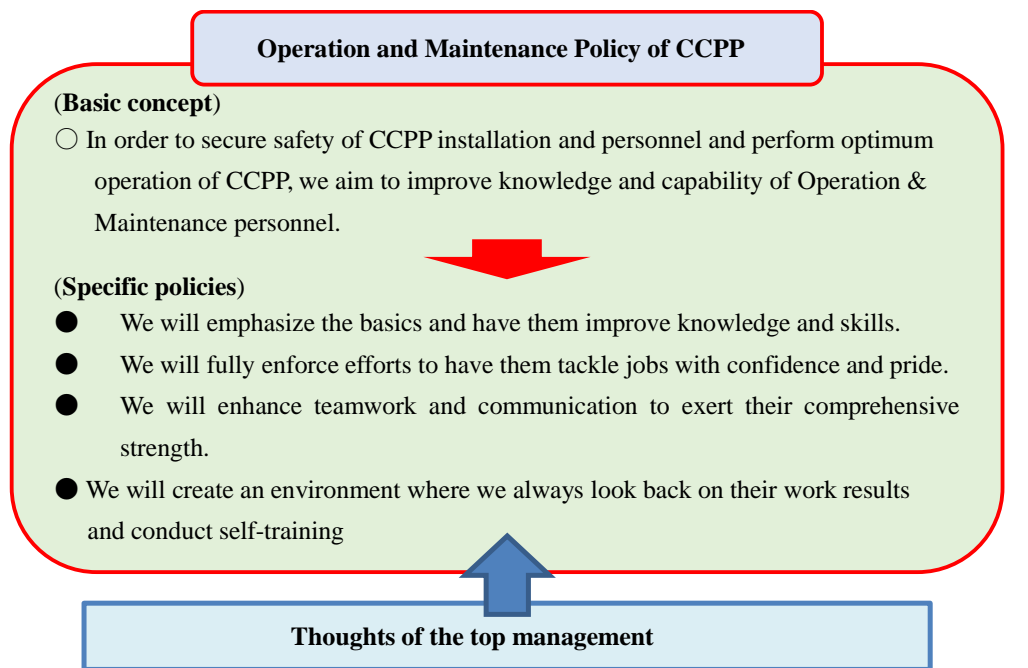 Operation and Maintenance Policy of CCPP
(Basic concept)
○ In order to secure safety of CCPP installation and personnel and perform optimum
operation of CCPP, we aim to improve knowledge and capability of Operation &
Maintenance personnel.
(Specific policies)
● We will emphasize the basics and have them improve knowledge and skills.
● We will fully enforce efforts to have them tackle jobs with confidence and pride.
● We will enhance teamwork and communication to exert their comprehensive
strength.
● We will create an environment where we always look back on their work results
and conduct self-training
Thoughts of the top management